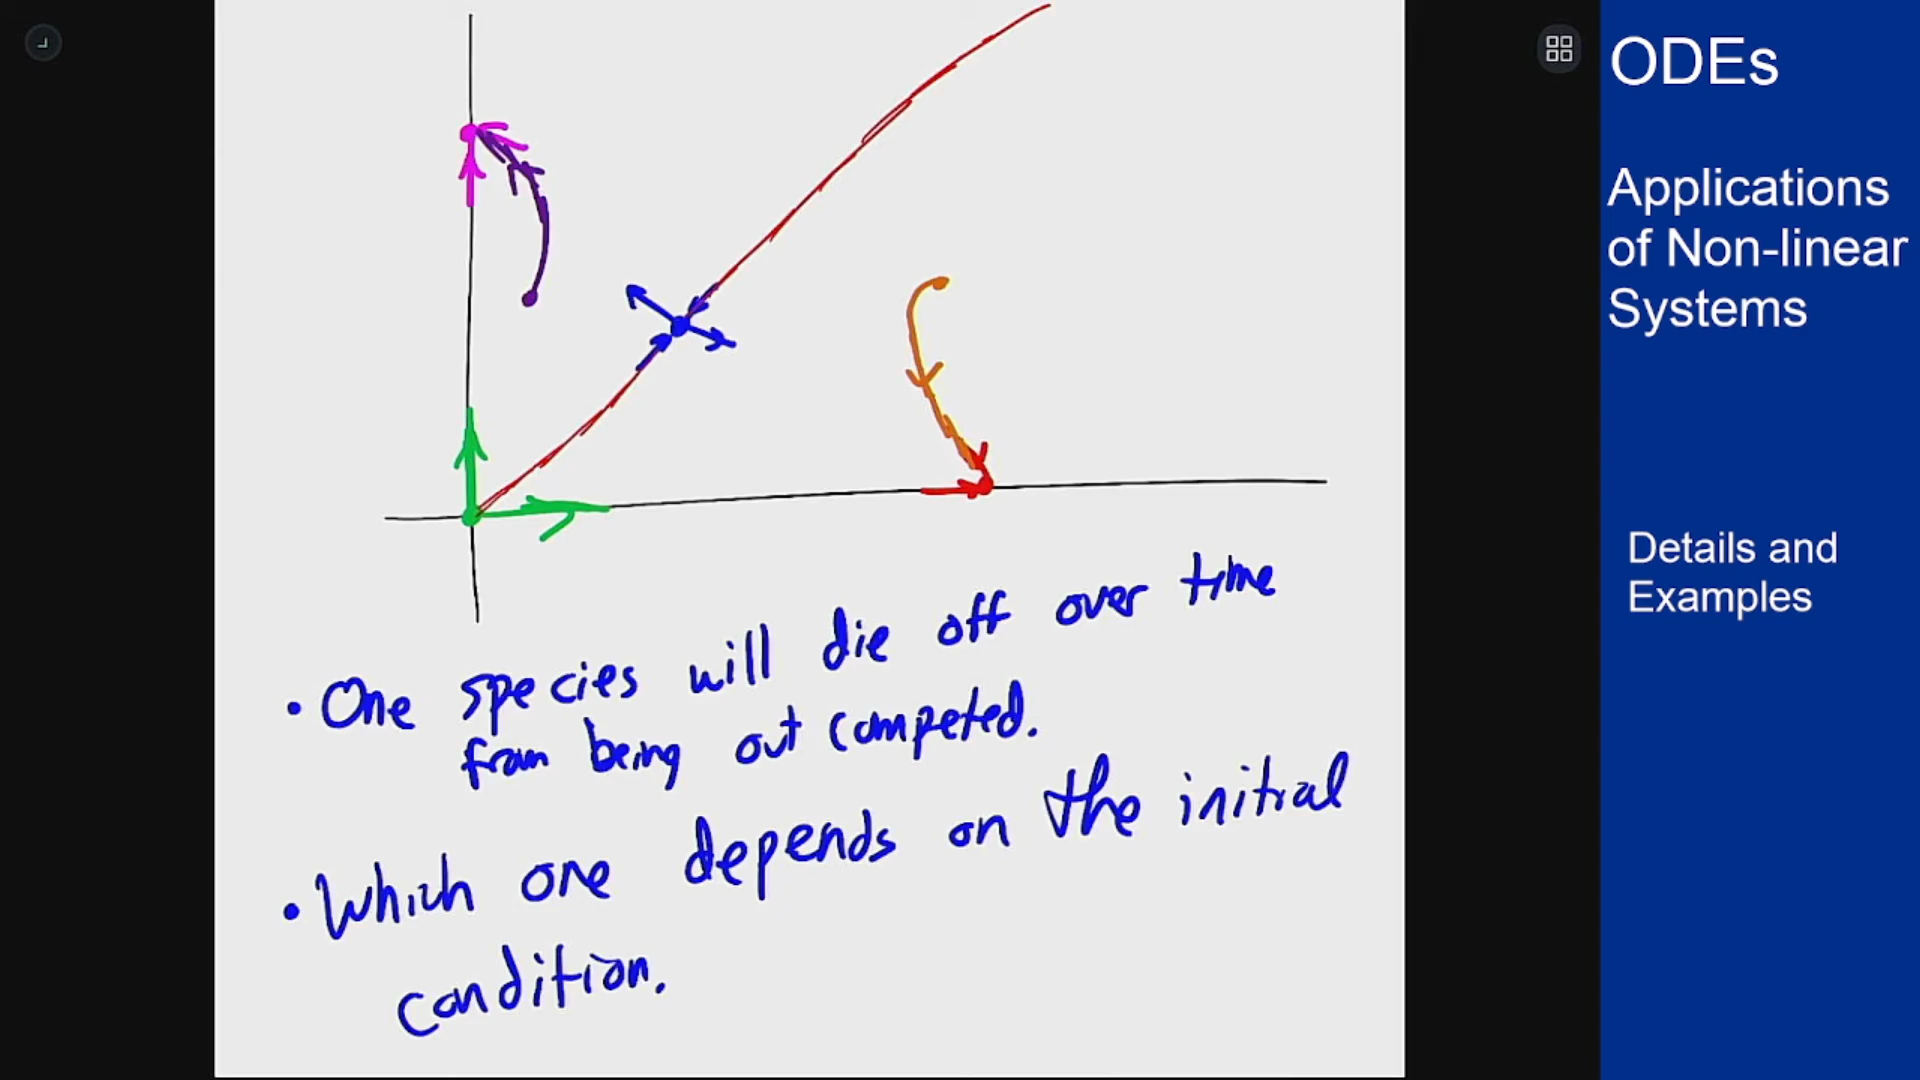 ODEs
Applications
of Non-linear
Systems
Details and
Examples
• One species will die off over time
from being out competed.
• Which one depends on the initial
condition.